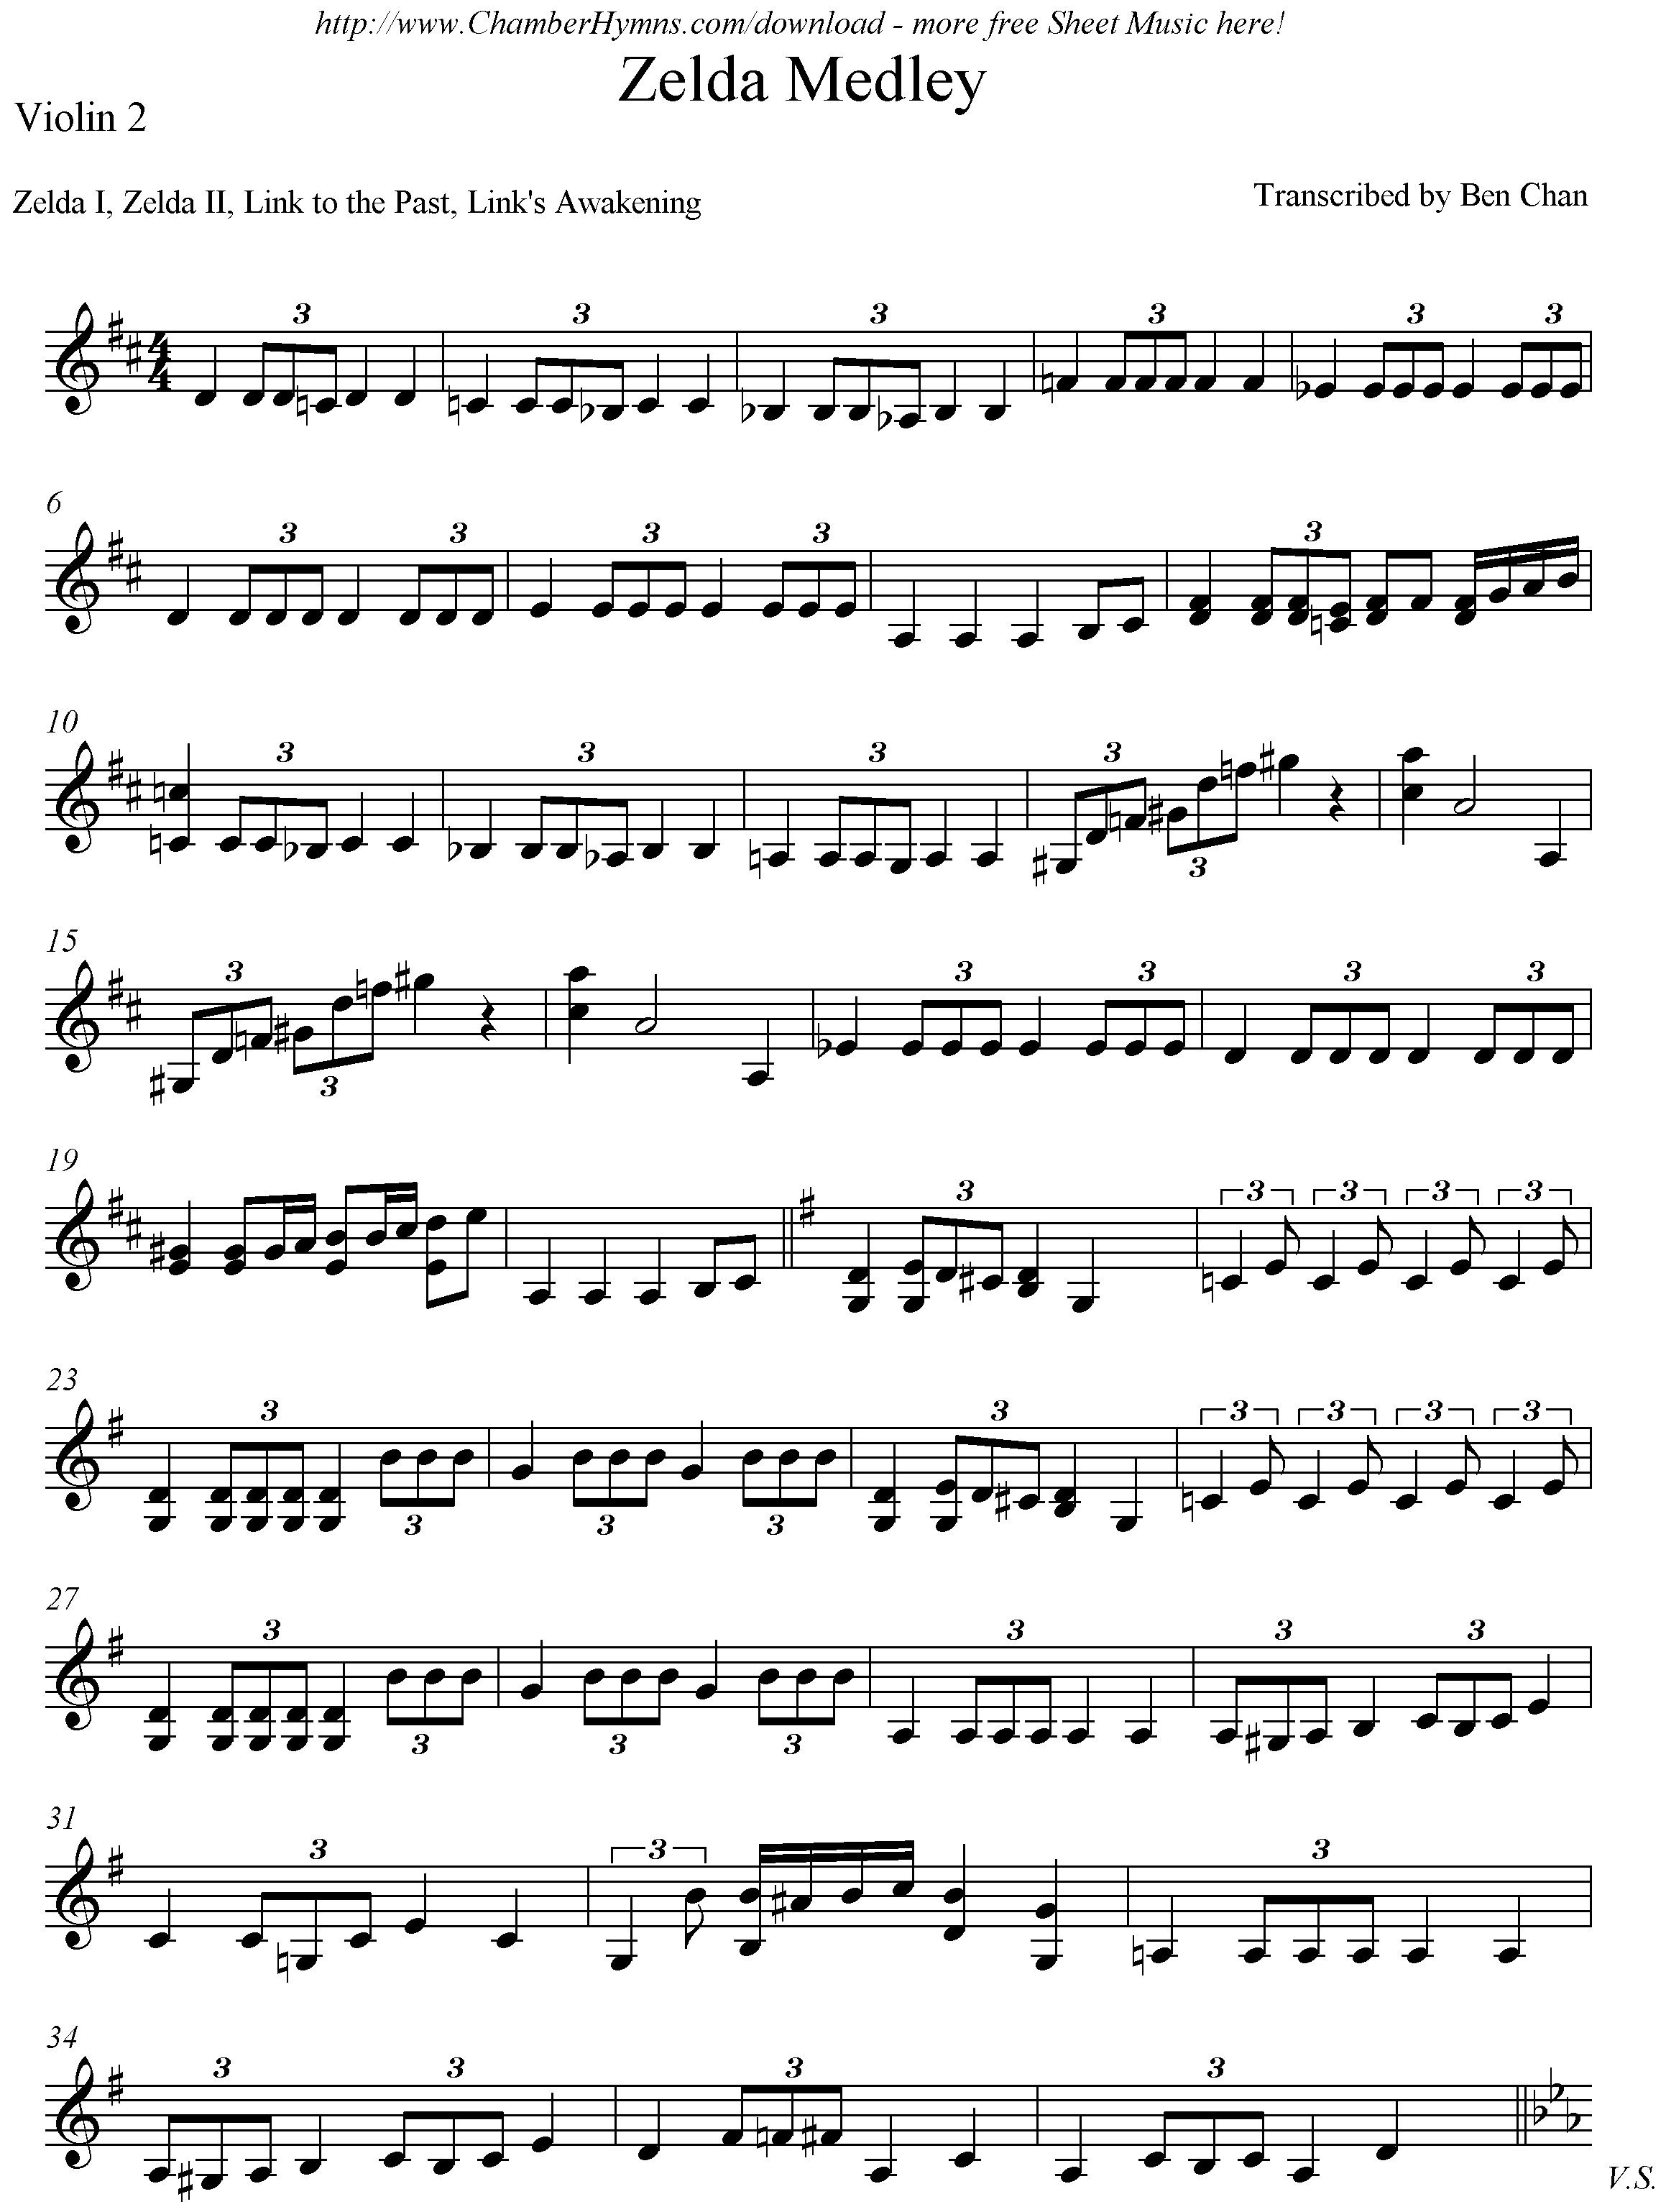 http://www.ChamberHymns.com/download - more free Sheet Music here!
Zelda Medley
Violin 2
Zelda I, Zelda II, Link to the Past, Link's Awakening
Transcribed by Ben Chan
3 3 3 3 3 3
4
4
6
3 3 3 3 3
10
3 3 3 3
3
15
3 3 3 3 3
3
19
3 3 3 3 3
23
3 3 3 3 3 3
3 3 3
27
3 3 3 3
3 3 3
31
3 3 3
34
3 3 3 3
V.S.